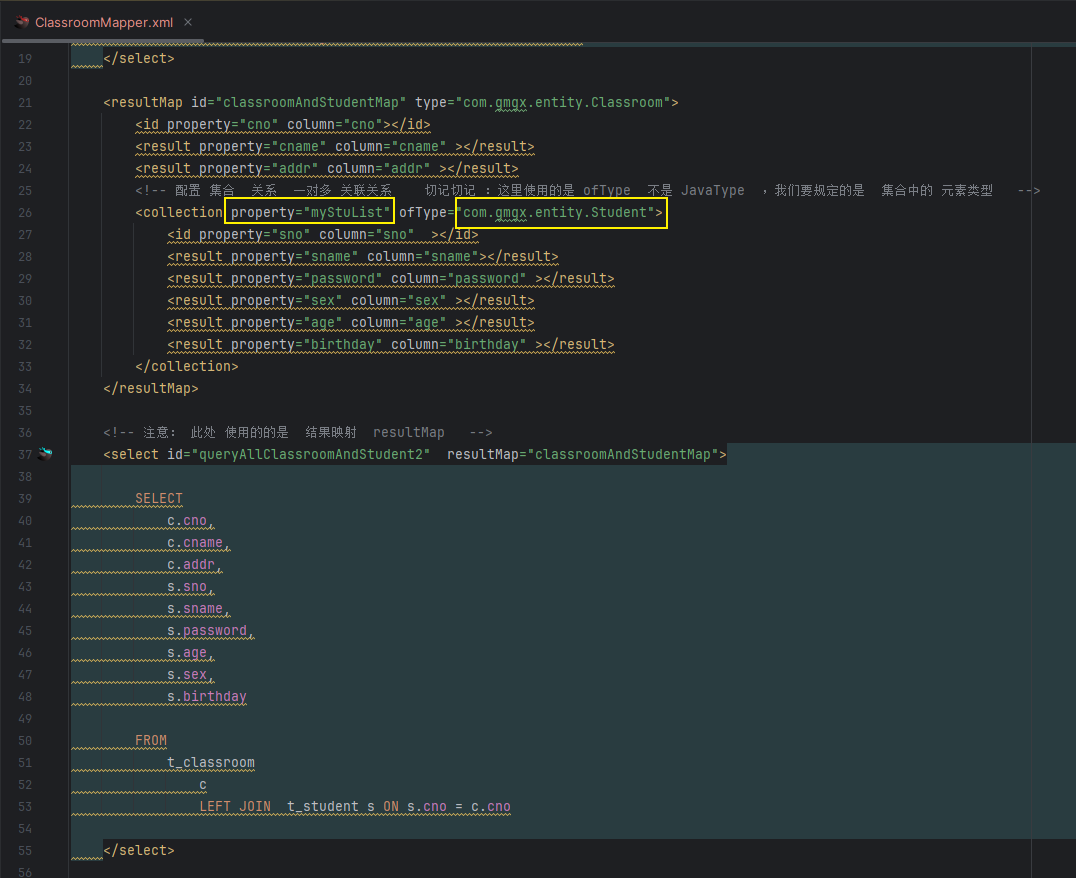 ClassroomMapper.xml ×
19 </select>
20
21 <resultMap id="classroomAndStudentMap" type="com.gmqx.entity.Classroom">
22 <id property="cno" column="cno"></id>
23 <result property="cname" column="cname" ></result>
24 <result property="addr" column="addr" ></result>
25 <!-- 配置 集合 关系 一对多 关联关系 切记切记 ：这里使用的是 ofType 不是 JavaType ，我们要规定的是 集合中的 元素类型 -->
26 <collection property="myStuList" ofType="com.gmqx.entity.Student">
27 <id property="sno" column="sno" ></id>
28 <result property="sname" column="sname"></result>
29 <result property="password" column="password" ></result>
30 <result property="sex" column="sex" ></result>
31 <result property="age" column="age" ></result>
32 <result property="birthday" column="birthday" ></result>
33 </collection>
34 </resultMap>
35
36 <!-- 注意： 此处 使用的的是 结果映射 resultMap -->
37 <select id="queryAllClassroomAndStudent2" resultMap="classroomAndStudentMap">
38
39 SELECT
40 c.cno,
41 c.cname,
42 c.addr,
43 s.sno,
44 s.sname,
45 s.password,
46 s.age,
47 s.sex,
48 s.birthday
49
50 FROM
51 t_classroom
52 c
53 LEFT JOIN t_student s ON s.cno = c.cno
54
55 </select>
56